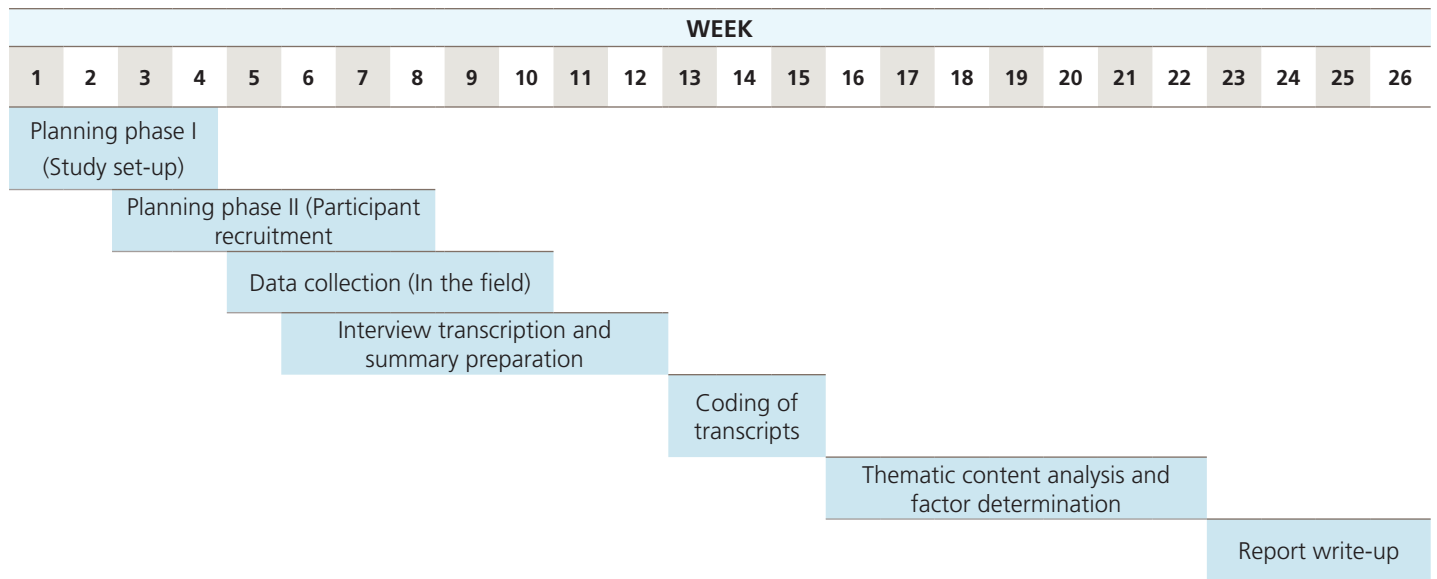 WEEK
1 2 3 4 5 6 7 8 9 10 11 12 13 14 15 16 17 18 19 20 21 22 23 24 25 26
Planning phase I
(Study set-up)
Planning phase II (Participant
recruitment
Data collection (In the field)
Interview transcription and
summary preparation
Coding of
transcripts
Thematic content analysis and
factor determination
Report write-up